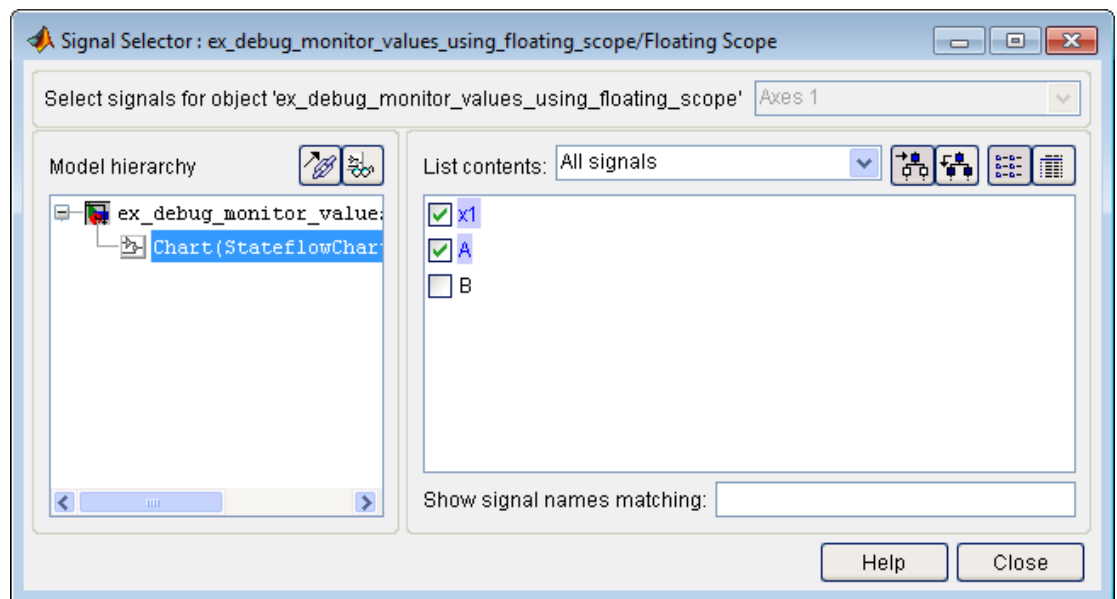 Signal Selector : ex_debug_monitor_values_using_floating_scope/Floating Scope
Select signals for object 'ex_debug_monitor_values_using_floating_scope' Axes 1
Model hierarchy
ex_debug_monitor_value
Chart(StateflowChar
List contents: All signals
x1
A
B
Show signal names matching:
Help Close